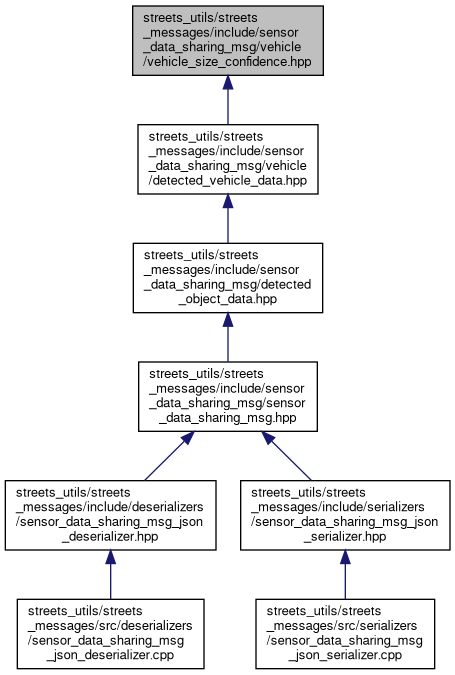 streets_utils/streets
_messages/include/sensor
_data_sharing_msg/vehicle
/vehicle_size_confidence.hpp
streets_utils/streets
_messages/include/sensor
_data_sharing_msg/vehicle
/detected_vehicle_data.hpp
streets_utils/streets
_messages/include/sensor
_data_sharing_msg/detected
_object_data.hpp
streets_utils/streets
_messages/include/sensor
_data_sharing_msg/sensor
_data_sharing_msg.hpp
streets_utils/streets
_messages/include/deserializers
/sensor_data_sharing_msg_json
_deserializer.hpp
streets_utils/streets
_messages/include/serializers
/sensor_data_sharing_msg_json
_serializer.hpp
streets_utils/streets
_messages/src/deserializers
/sensor_data_sharing_msg
_json_deserializer.cpp
streets_utils/streets
_messages/src/serializers
/sensor_data_sharing_msg
_json_serializer.cpp